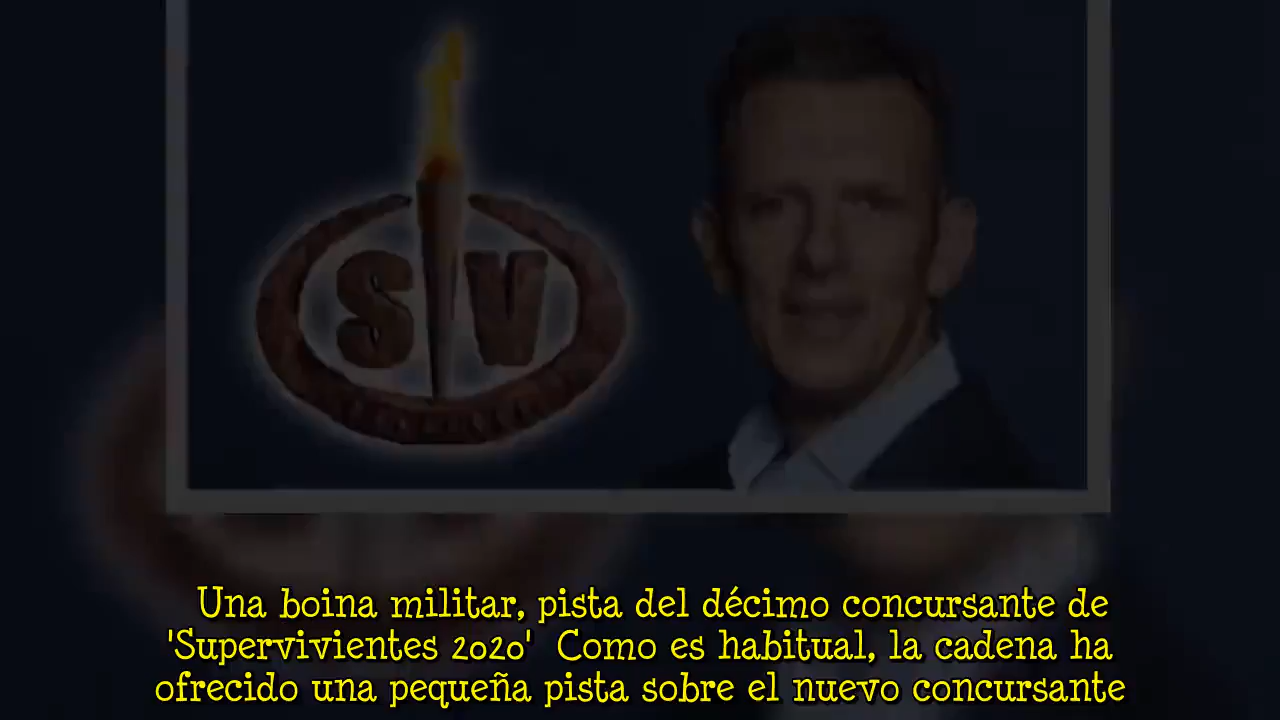 SV
Una boina militar, pista del décimo concursante de
'Supervivientes 2020' Como es habitual, la cadena ha
ofrecido una pequeña pista sobre el nuevo concursante